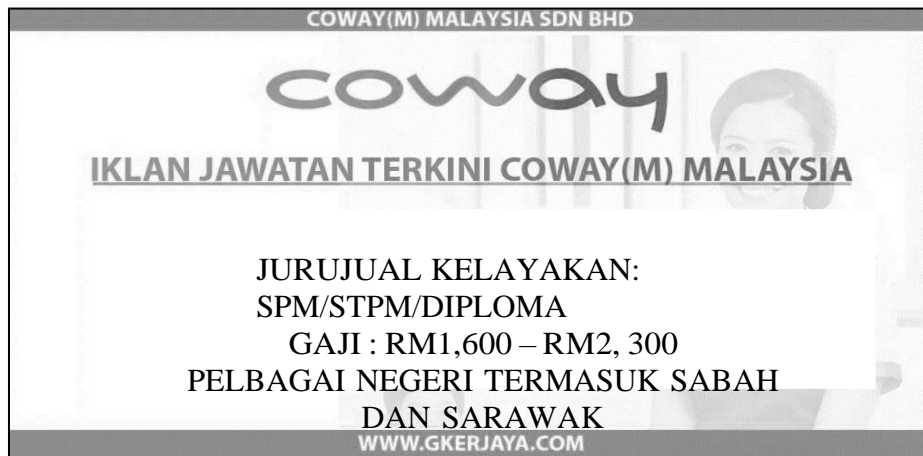 COWAY(M) MALAYSIA SDN BHD
coway
IKLAN JAWATAN TERKINI COWAY(M) MALAYSIA
JURUJUAL KELAYAKAN:
SPM/STPM/DIPLOMA
GAJI : RM1,600 – RM2, 300
PELBAGAI NEGERI TERMASUK SABAH
DAN SARAWAK
WWW.GKERJAYA.COM